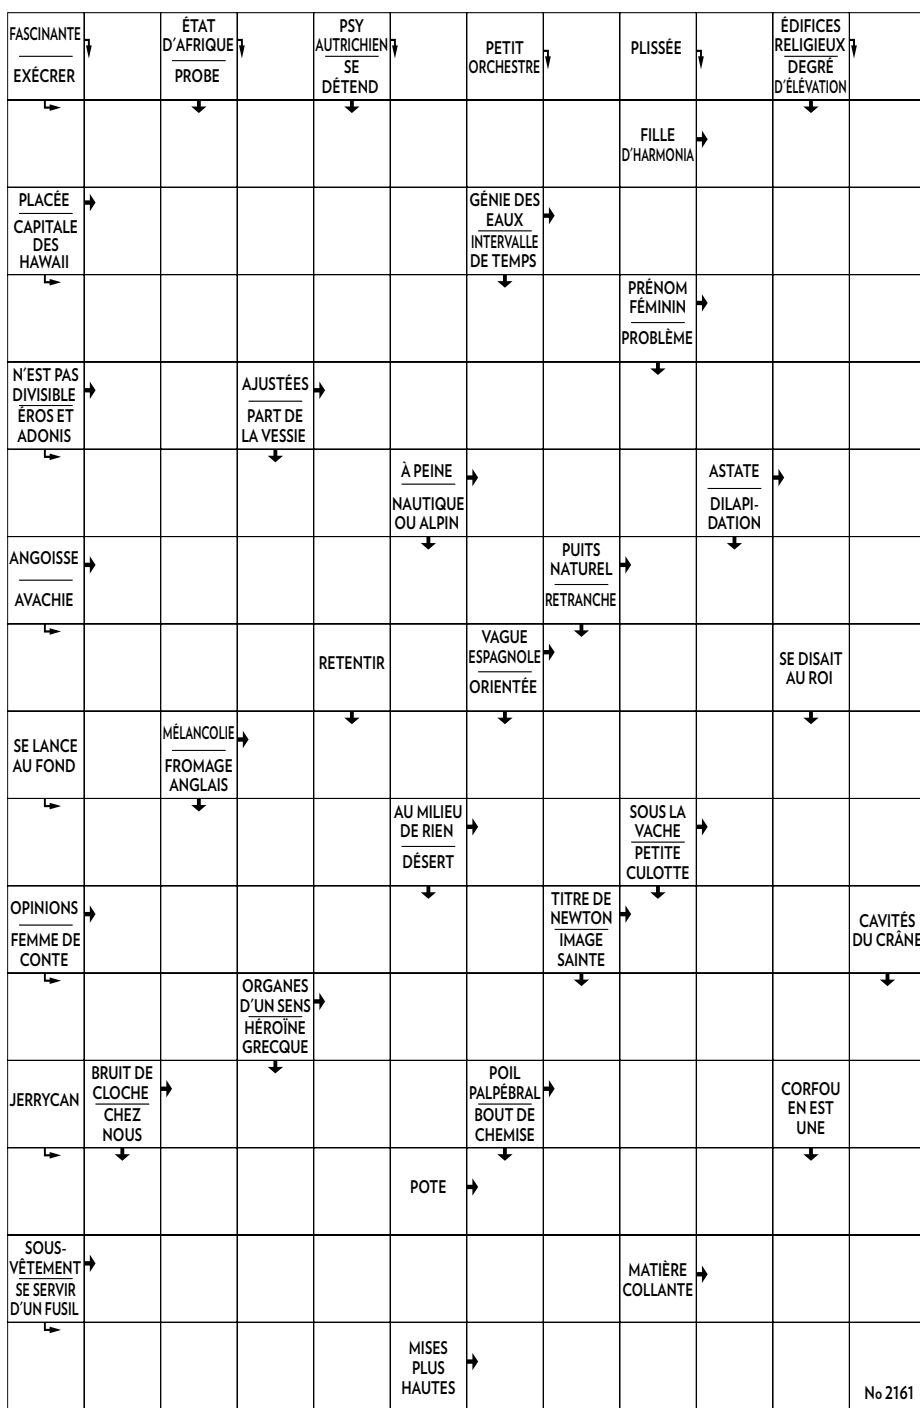 FASCINANTE
EXÉCRER
ÉTAT
D'AFRIQUE
PROBE
PSY
AUTRICHIEN
SE
DÉTEND
PETIT
ORCHESTRE
PLISSÉE
ÉDIFICES
RELIGIEUX
DEGRÉ
D'ÉLÉVATION
FILLE
D'HARMONIA
PLACÉE
CAPITALE
DES
HAWAII
GÉNIE DES
EAUX
INTERVALLE
DE TEMPS
PRÉNOM
FÉMININ
PROBLÈME
N'EST PAS
DIVISIBLE
ÉROS ET
ADONIS
AJUSTÉES
PART DE
LA VESSIE
À PEINE
NAUTIQUE
OU ALPIN
ASTATE
DILAPI-
DATION
ANGOISSE
AVACHIE
PUITS
NATUREL
RETRANCHE
RETENTIR
VAGUE
ESPAGNOLE
ORIENTÉE
SE DISAIT
AU ROI
SE LANCE
AU FOND
MÉLANCOLIE
FROMAGE
ANGLAIS
AU MILIEU
DE RIEN
DÉSERT
SOUS LA
VACHE
PETITE
CULOTTE
OPINIONS
FEMME DE
CONTE
TITRE DE
NEWTON
IMAGE
SAINTE
CAVITÉS
DU CRÂNE
ORGANES
D'UN SENS
HÉROÏNE
GRECQUE
JERRYCAN
BRUIT DE
CLOCHE
CHEZ
NOUS
POIL
PALPÉBRAL
BOUT DE
CHEMISE
CORFOU
EN EST
UNE
POTE
SOUS-
VÊTEMENT
SE SERVIR
D'UN FUSIL
MATIÈRE
COLLANTE
MISES
PLUS
HAUTES
No 2161